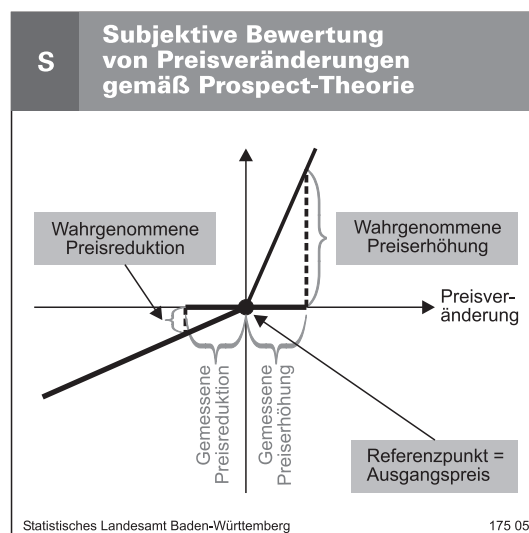 S
Subjektive Bewertung
von Preisveränderungen
gemäß Prospect-Theorie
Wahrgenommene
Preisreduktion
Wahrgenommene
Preiserhöhung
Preisver-
änderung
Gemessene
Preisreduktion
Gemessene
Preiserhöhung
Referenzpunkt =
Ausgangspreis
Statistisches Landesamt Baden-Württemberg
175 05